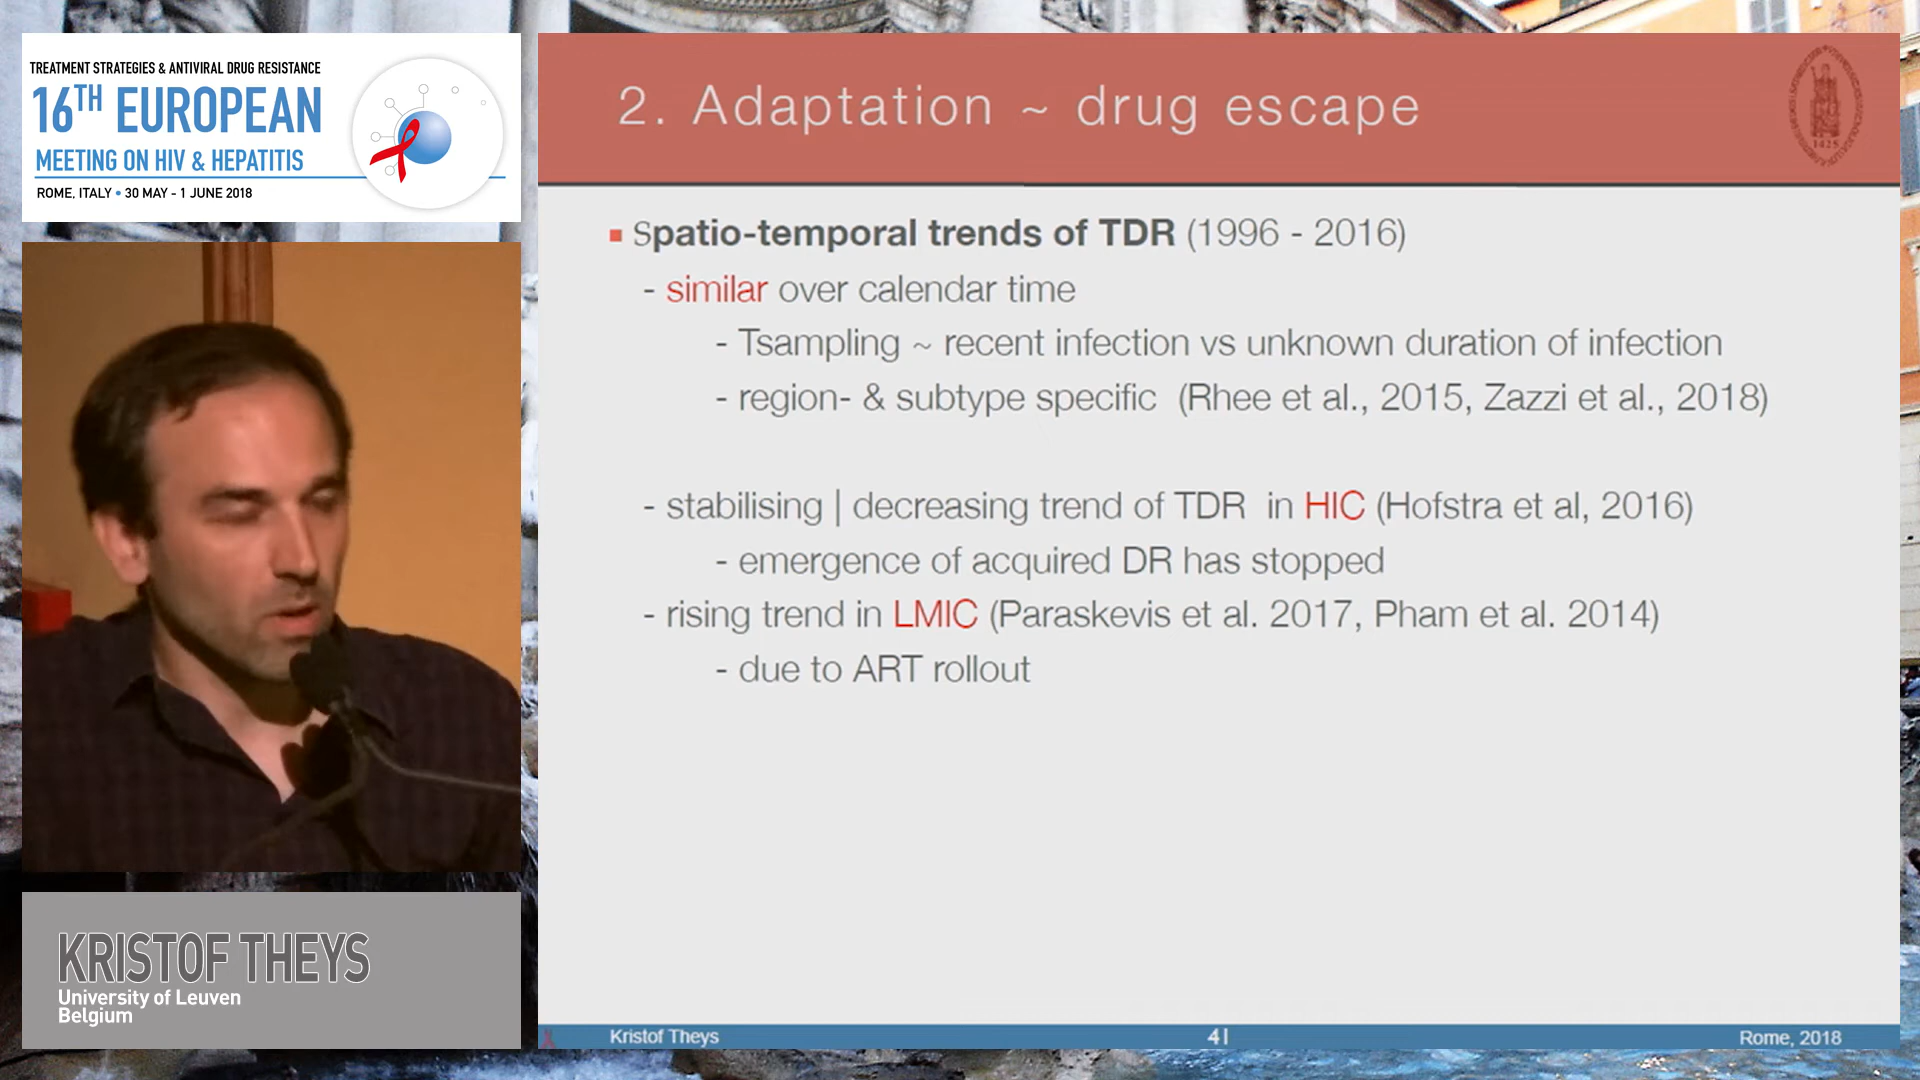 TREATMENT STRATEGIES & ANTIVIRAL DRUG RESISTANCE
16TH EUROPEAN
MEETING ON HIV & HEPATITIS
ROME, ITALY • 30 MAY - 1 JUNE 2018
KRISTOF THEYS
University of Leuven
Belgium
2. Adaptation ~ drug escape
1425
Spatio-temporal trends of TDR (1996 - 2016)
- similar over calendar time
- Tsampling ~ recent infection vs unknown duration of infection
- region- & subtype specific (Rhee et al., 2015, Zazzi et al., 2018)
- stabilising | decreasing trend of TDR in HIC (Hofstra et al, 2016)
- emergence of acquired DR has stopped
- rising trend in LMIC (Paraskevis et al. 2017, Pham et al. 2014)
- due to ART rollout
Kristof Theys
41
Rome, 2018